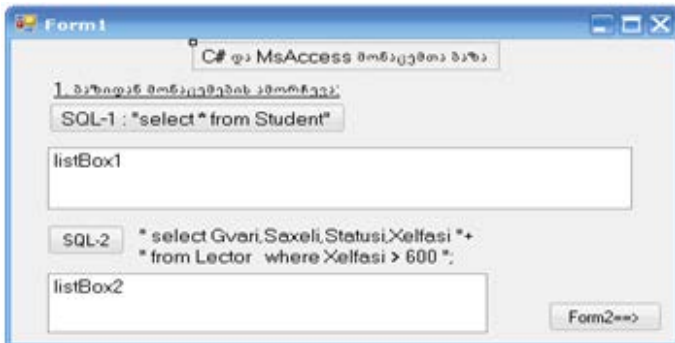 Form1
C# და MsAccess მონაცემთა ბაზა
1. ბაზიდან მონაცემების ამორჩევა:
SQL-1 : "select * from Student"
listBox1
SQL-2
" select Gvari,Saxeli,Statusi,Xelfasi "+
" from Lector where Xelfasi > 600 ";
listBox2
Form2==>